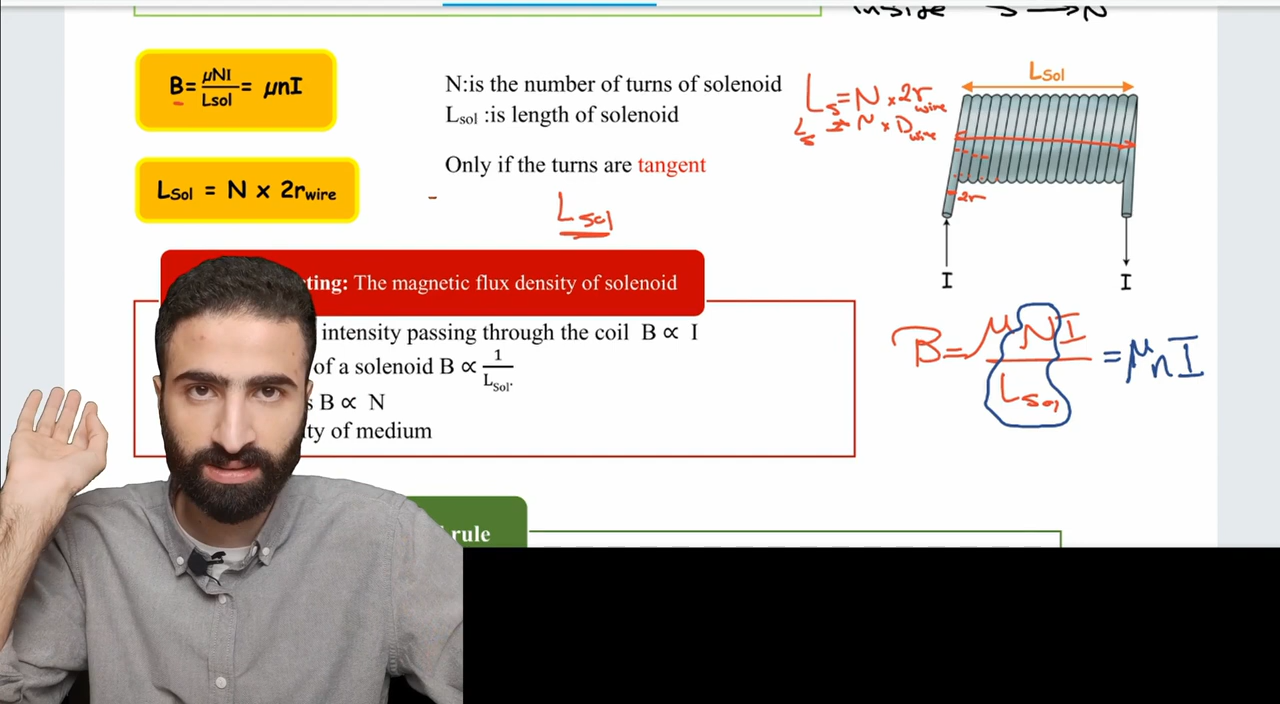 inside S → N
B= μNI/Lsol = μnI
N:is the number of turns of solenoid
Lsol :is length of solenoid
Ls = N × 2rwire
Ls = N × Dwire
LSol
Only if the turns are tangent
LSol = N x 2rwire
Lsol
2r
I I
ting: The magnetic flux density of solenoid
intensity passing through the coil B ∝ I
of a solenoid B ∝ 1/LSol.
s B ∝ N
ity of medium
B = μNI/Lsol = μnI
rule